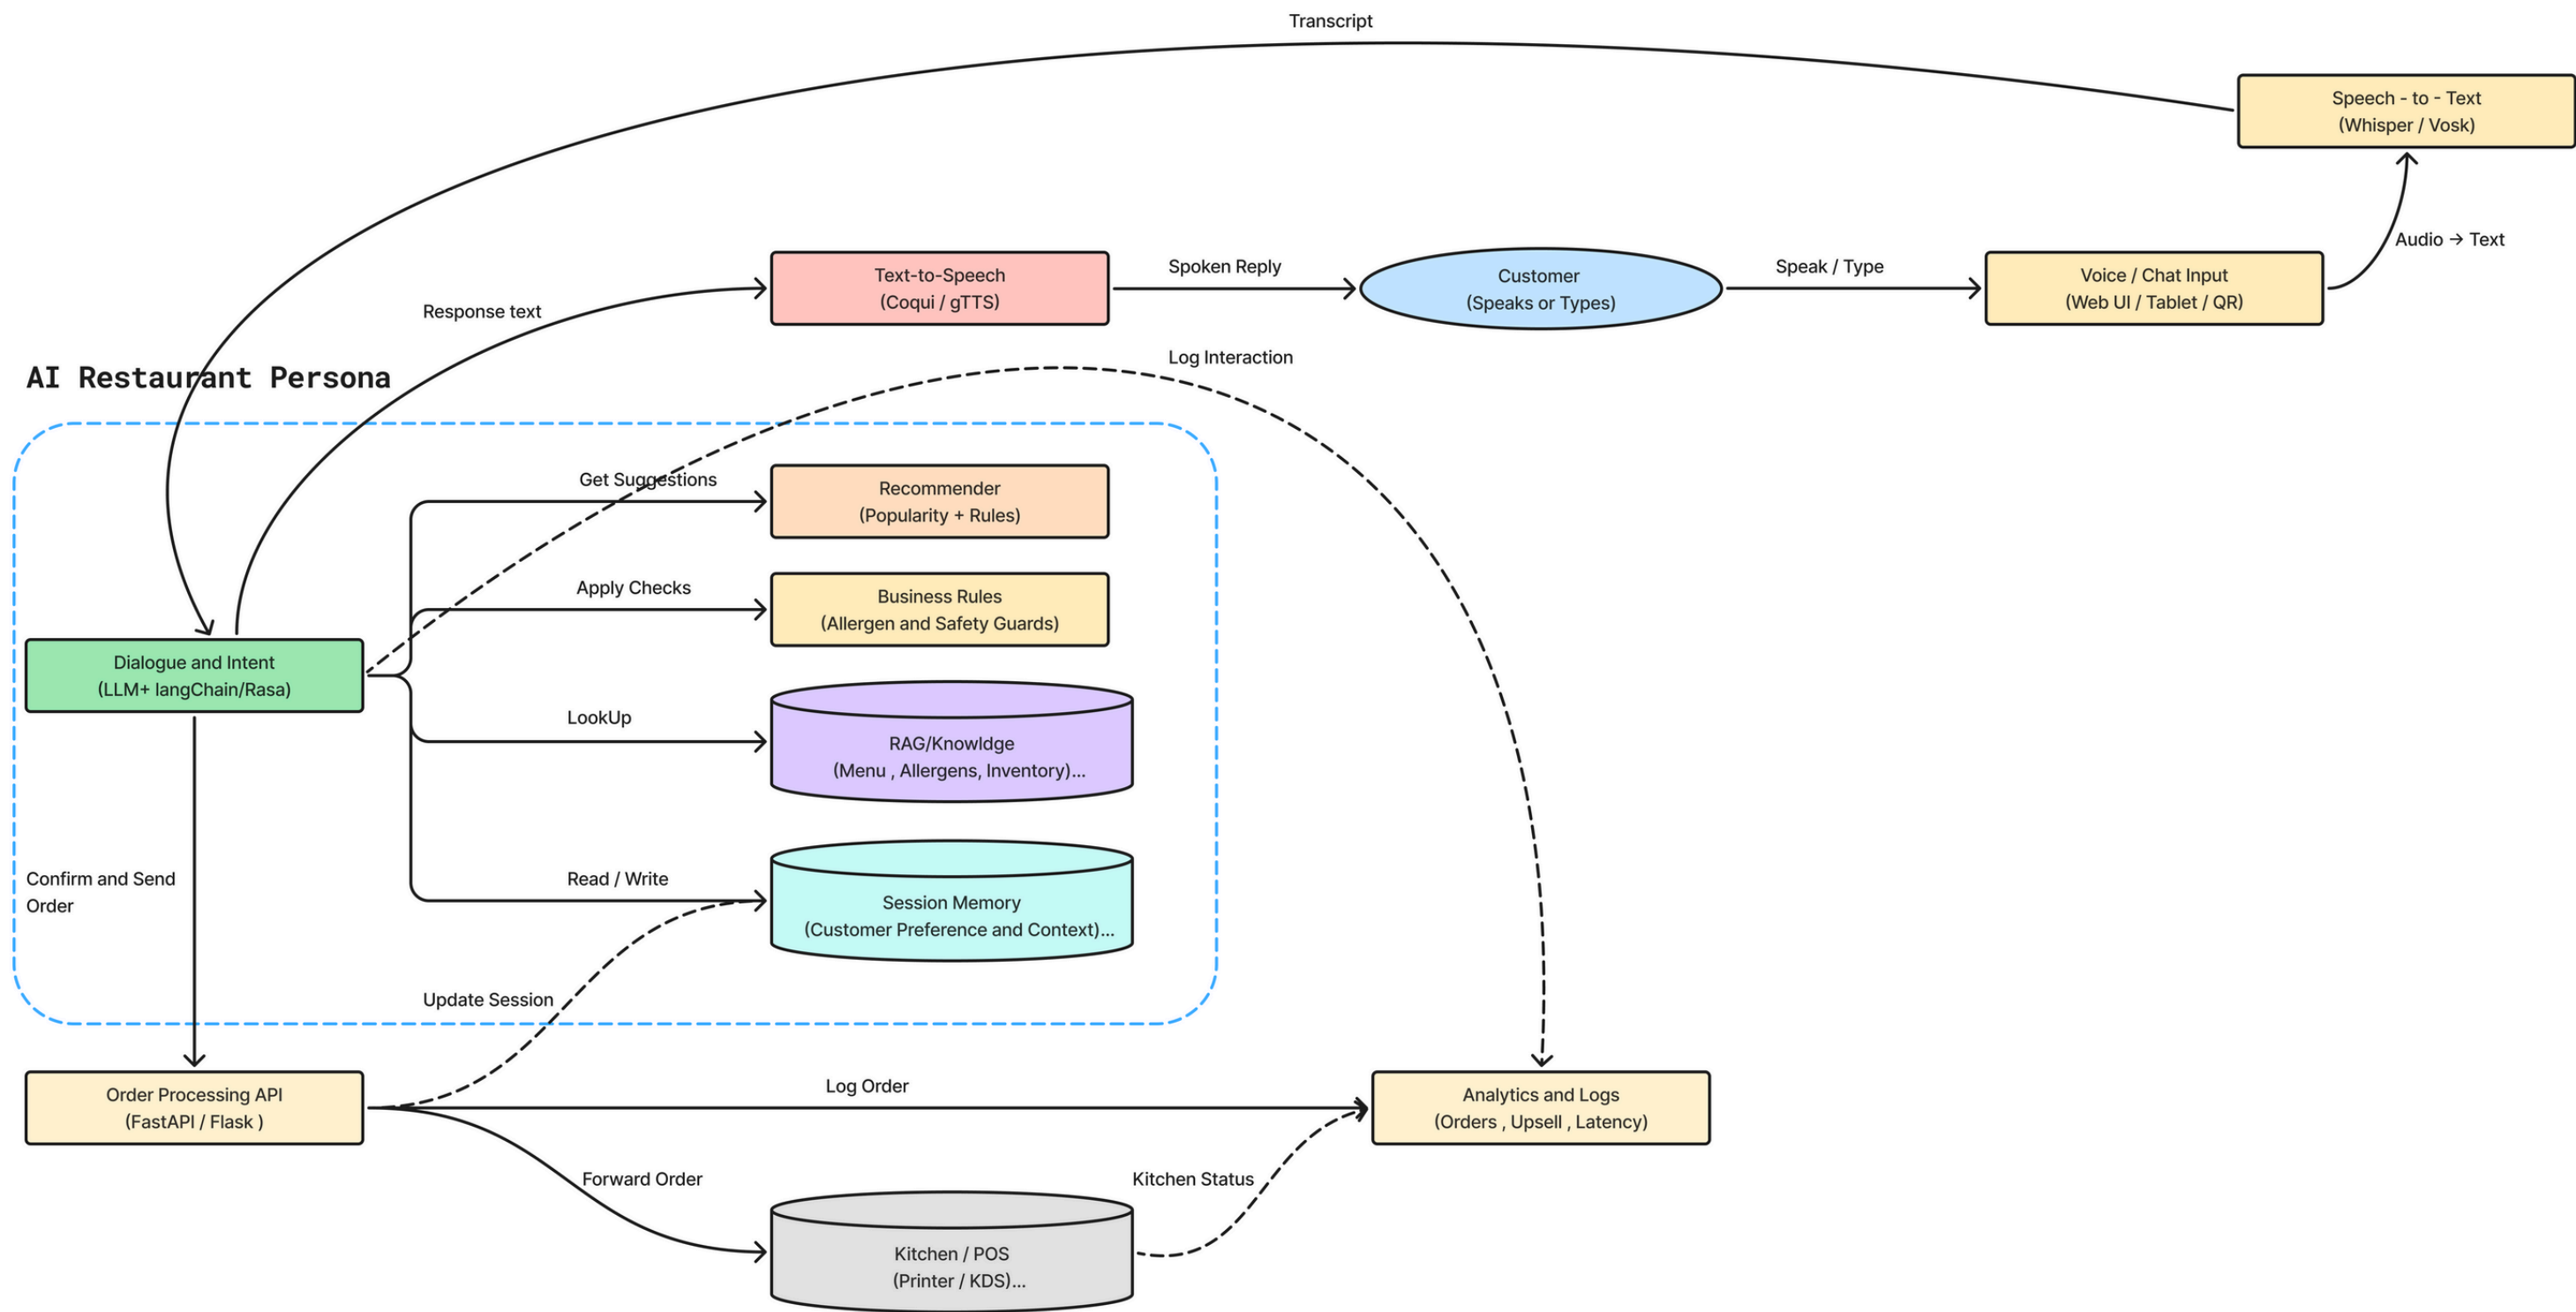 Transcript
Speech - to - Text
(Whisper / Vosk)
Audio → Text
Text-to-Speech
(Coqui / gTTS)
Spoken Reply
Customer
(Speaks or Types)
Speak / Type
Voice / Chat Input
(Web UI / Tablet / QR)
Response text
Log Interaction
AI Restaurant Persona
Get Suggestions
Recommender
(Popularity + Rules)
Apply Checks
Business Rules
(Allergen and Safety Guards)
Dialogue and Intent
(LLM+ langChain/Rasa)
LookUp
RAG/Knowldge
(Menu , Allergens, Inventory)...
Confirm and Send
Order
Read / Write
Session Memory
(Customer Preference and Context)...
Update Session
Order Processing API
(FastAPI / Flask )
Log Order
Analytics and Logs
(Orders , Upsell , Latency)
Forward Order
Kitchen Status
Kitchen / POS
(Printer / KDS)...